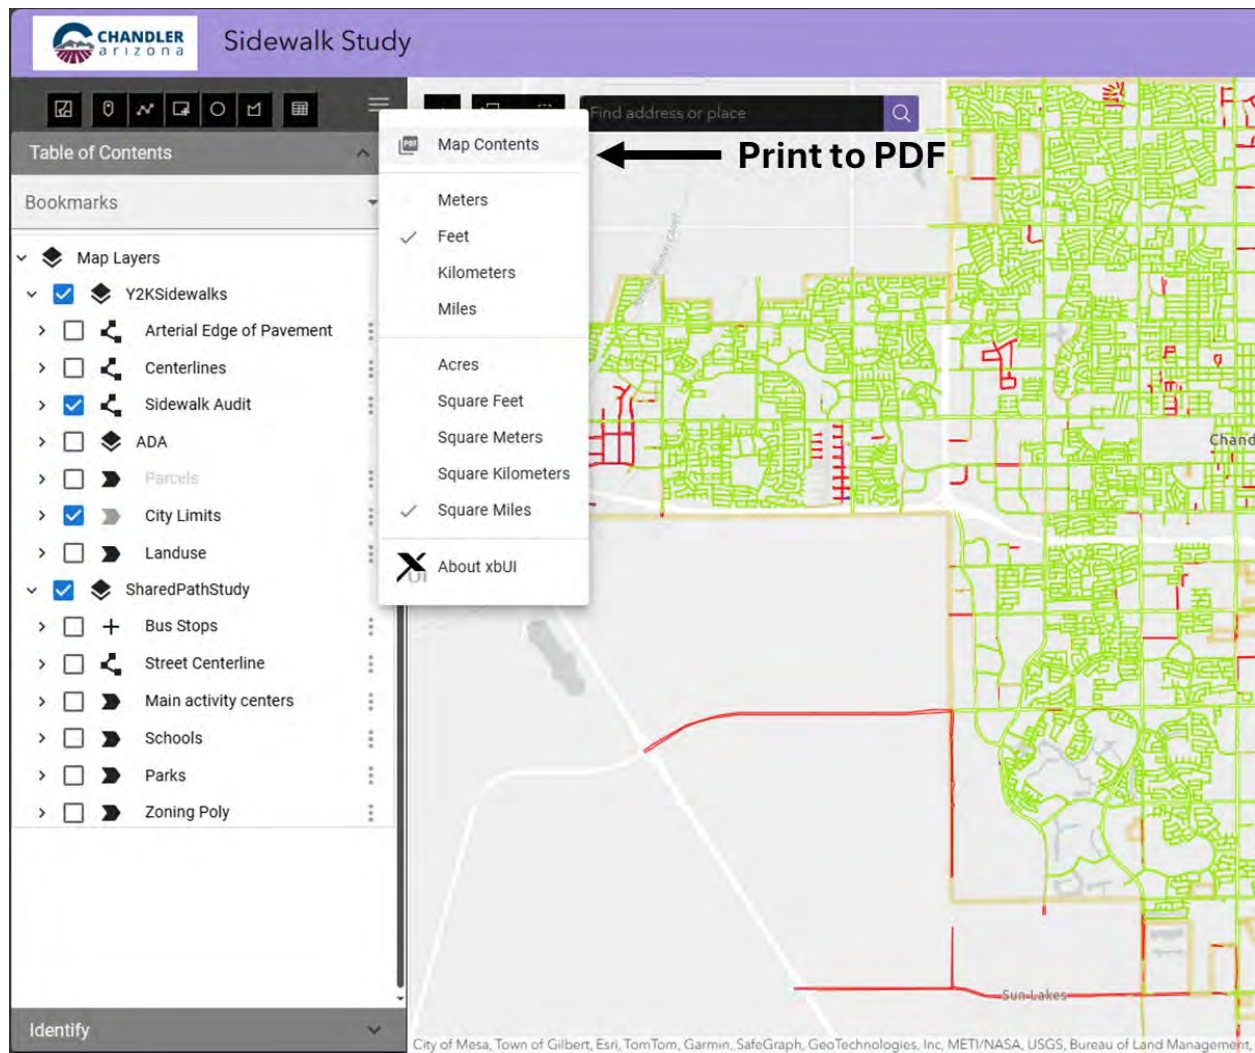 CHANDLER
arizona
Sidewalk Study
Find address or place
Table of Contents
Bookmarks
Map Layers
Y2KSidewalks
Arterial Edge of Pavement
Centerlines
Sidewalk Audit
ADA
Parcels
City Limits
Landuse
SharedPathStudy
Bus Stops
Street Centerline
Main activity centers
Schools
Parks
Zoning Poly
Identify
PDF
Map Contents
Meters
Feet
Kilometers
Miles
Acres
Square Feet
Square Meters
Square Kilometers
Square Miles
X
UI
About xbUI
Print to PDF
Chand
Sun Lakes
City of Mesa, Town of Gilbert, Esri, TomTom, Garmin, SafeGraph, GeoTechnologies, Inc, METI/NASA, USGS, Bureau of Land Management,